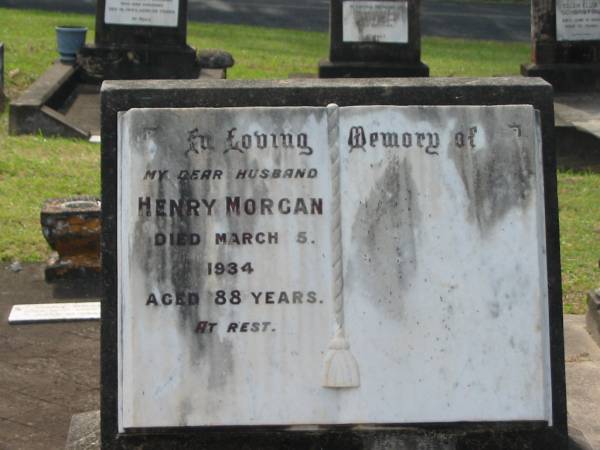 In Loving Memory of
MY DEAR HUSBAND
HENRY MORGAN
DIED MARCH 5.
1934
AGED 88 YEARS.
AT REST.